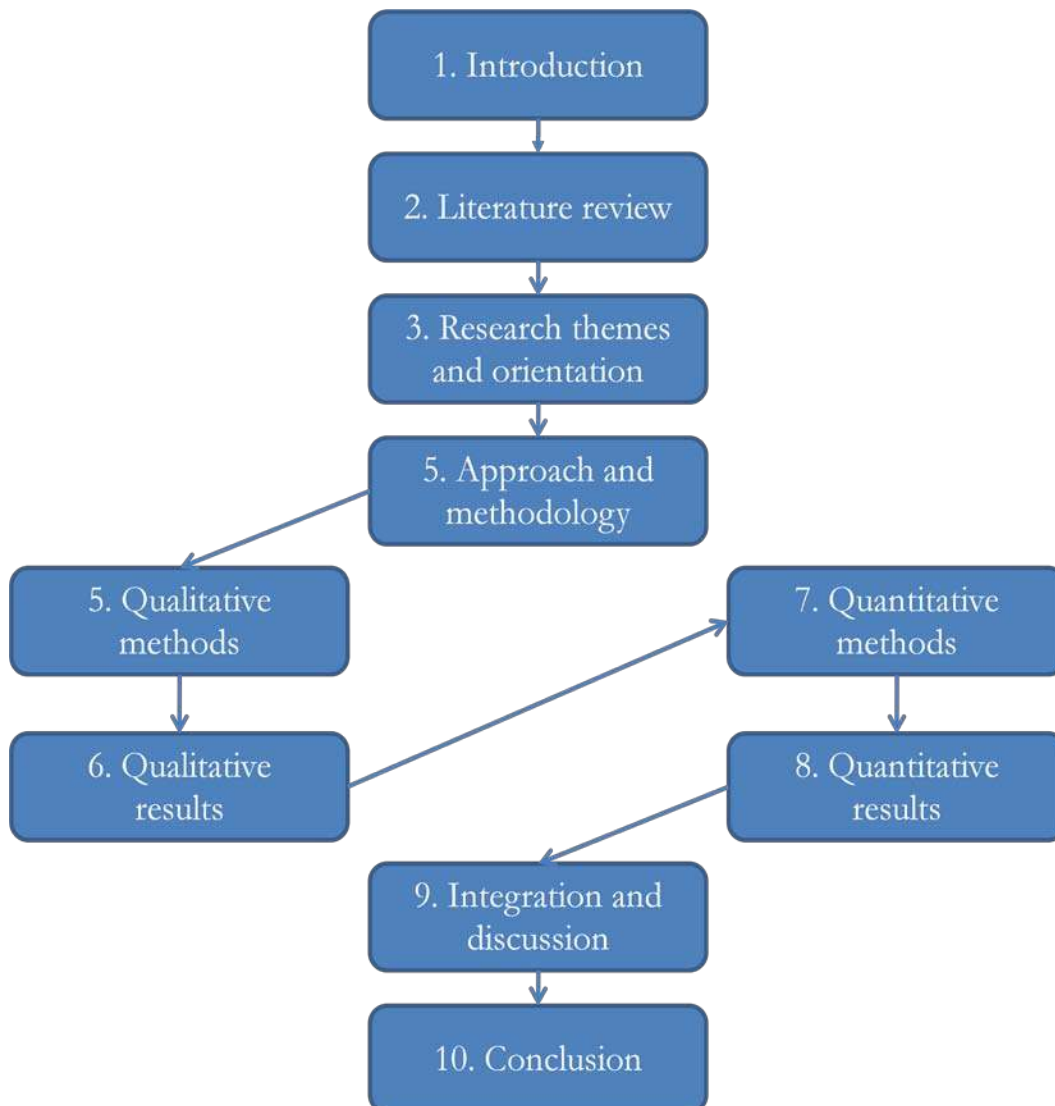 1. Introduction
2. Literature review
3. Research themes
and orientation
5. Approach and
methodology
5. Qualitative
methods
6. Qualitative
results
7. Quantitative
methods
8. Quantitative
results
9. Integration and
discussion
10. Conclusion